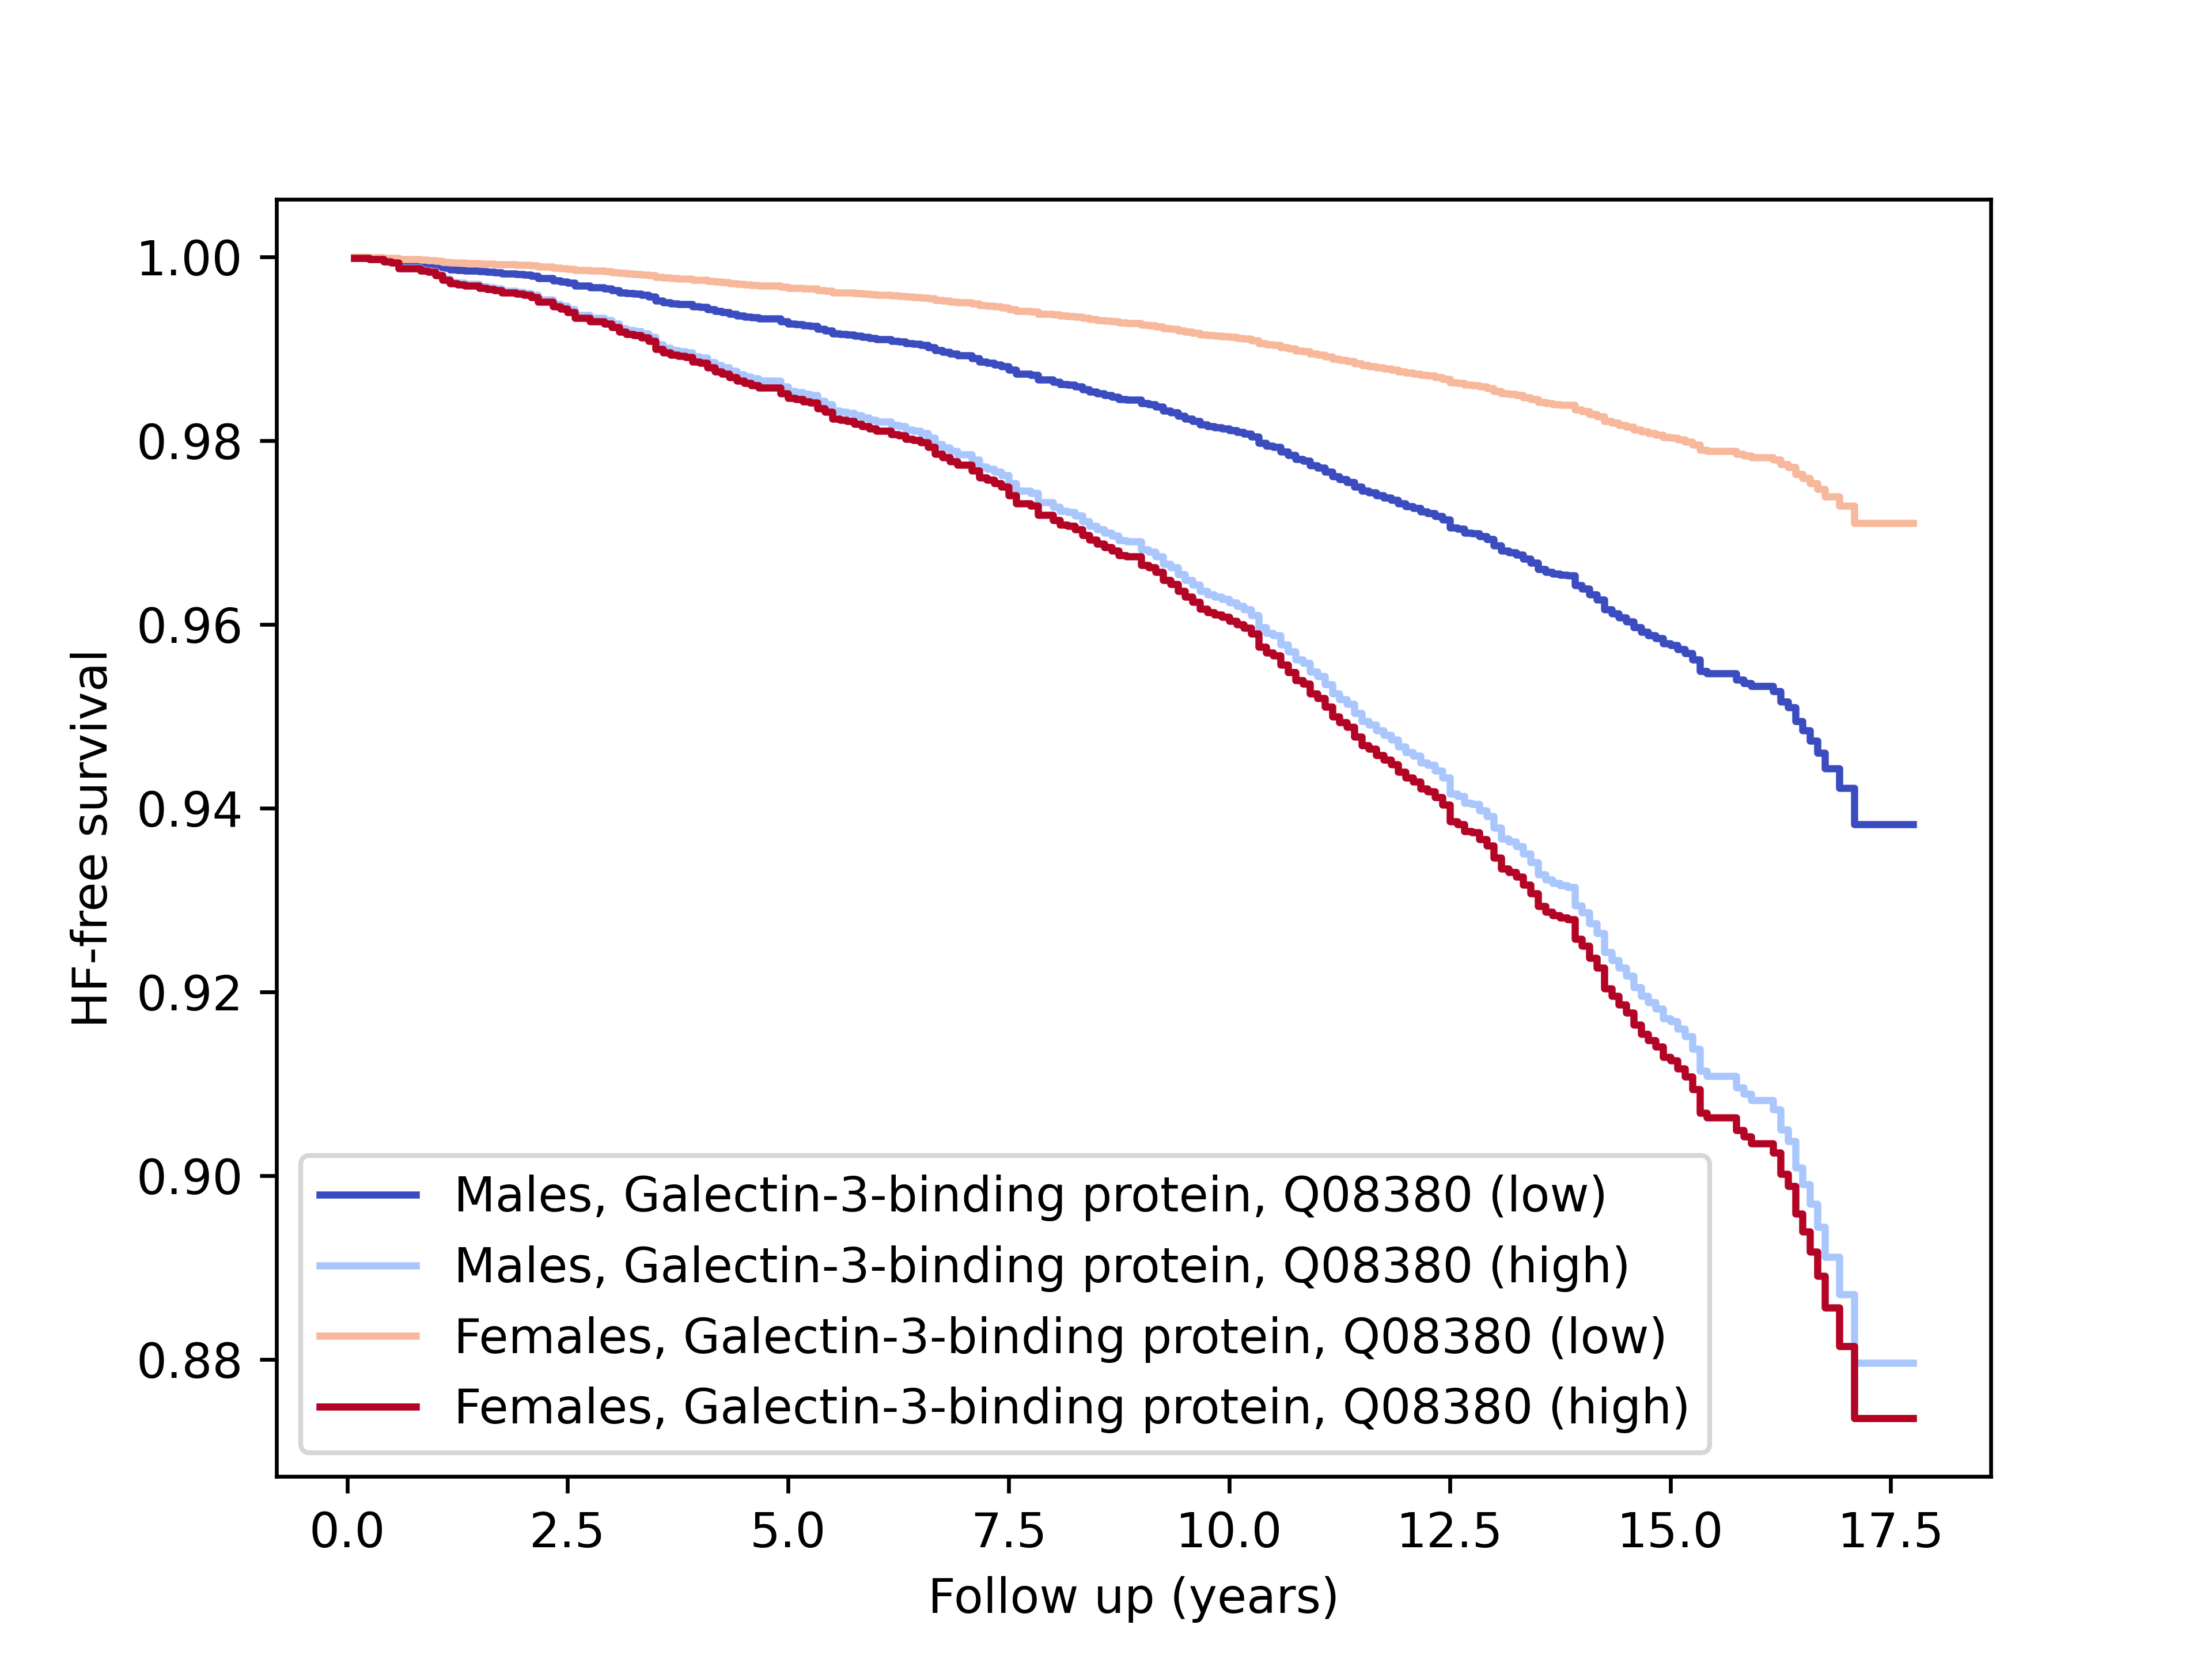 1.00
0.98
0.96
0.94
0.92
0.90
0.88
HF-free survival
Males, Galectin-3-binding protein, Q08380 (low)
Males, Galectin-3-binding protein, Q08380 (high)
Females, Galectin-3-binding protein, Q08380 (low)
Females, Galectin-3-binding protein, Q08380 (high)
0.0 2.5 5.0 7.5 10.0 12.5 15.0 17.5
Follow up (years)